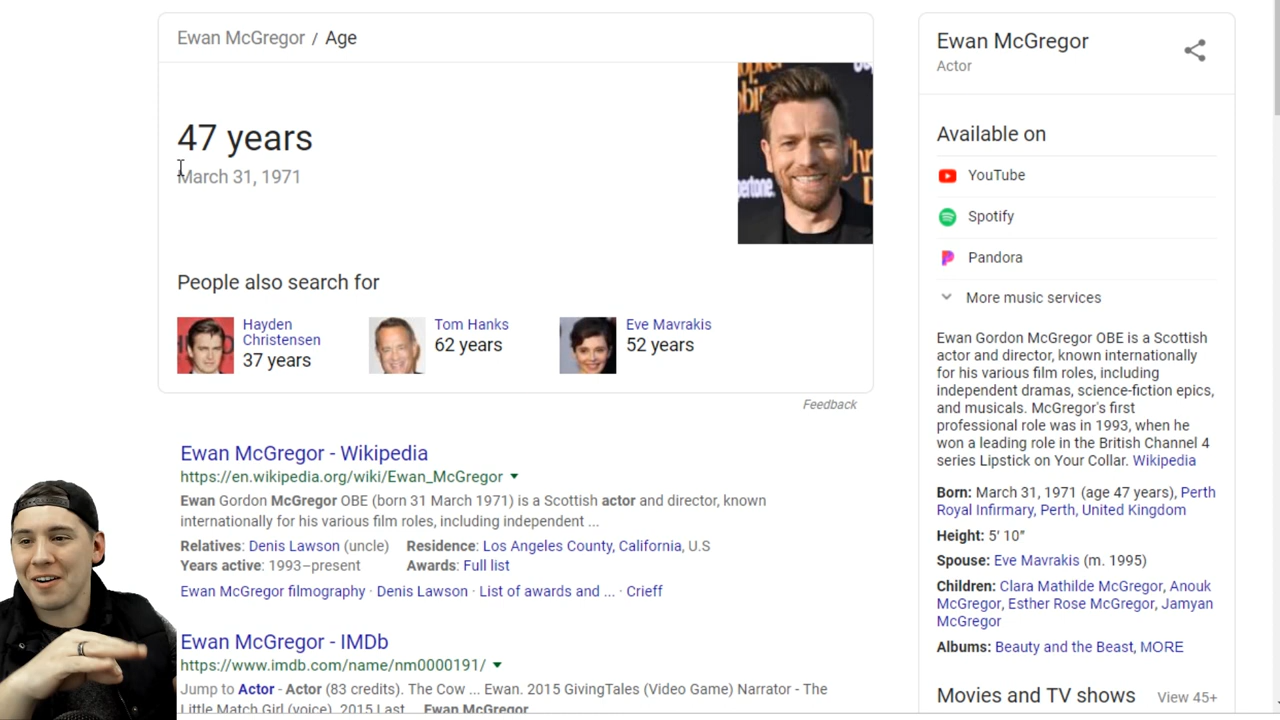 Ewan McGregor / Age
47 years
March 31, 1971
People also search for
Hayden
Christensen
37 years
Tom Hanks
62 years
Eve Mavrakis
52 years
Feedback
Ewan McGregor - Wikipedia
https://en.wikipedia.org/wiki/Ewan_McGregor
Ewan Gordon McGregor OBE (born 31 March 1971) is a Scottish actor and director, known
internationally for his various film roles, including independent ...
Relatives: Denis Lawson (uncle) Residence: Los Angeles County, California, U.S
Years active: 1993–present Awards: Full list
Ewan McGregor filmography · Denis Lawson · List of awards and ... · Crieff
Ewan McGregor - IMDb
https://www.imdb.com/name/nm0000191/
Jump to Actor - Actor (83 credits). The Cow ... Ewan. 2015 GivingTales (Video Game) Narrator - The
Little Match Girl (voice). 2015 Last ... Ewan McGregor
Ewan McGregor
Actor
Available on
YouTube
Spotify
Pandora
More music services
Ewan Gordon McGregor OBE is a Scottish
actor and director, known internationally
for his various film roles, including
independent dramas, science-fiction epics,
and musicals. McGregor's first
professional role was in 1993, when he
won a leading role in the British Channel 4
series Lipstick on Your Collar. Wikipedia
Born: March 31, 1971 (age 47 years), Perth
Royal Infirmary, Perth, United Kingdom
Height: 5' 10"
Spouse: Eve Mavrakis (m. 1995)
Children: Clara Mathilde McGregor, Anouk
McGregor, Esther Rose McGregor, Jamyan
McGregor
Albums: Beauty and the Beast, MORE
Movies and TV shows View 45+